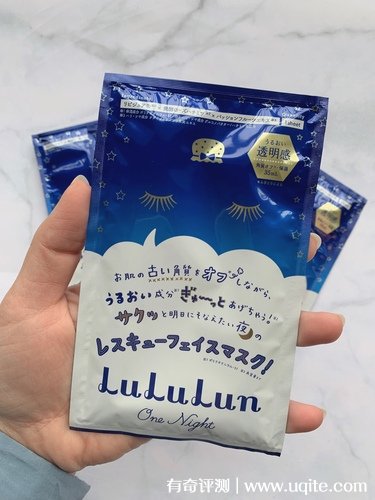 うるおい
透明感
35mL
お肌の古い角質をオフしながら、
うるおい成分ぎゅーっとあげちゃう!
サクッと明日にそなえたい夜の
レスキューフェイスマスク!
LuLuLun
One Night
有奇评测 | www.uqite.com